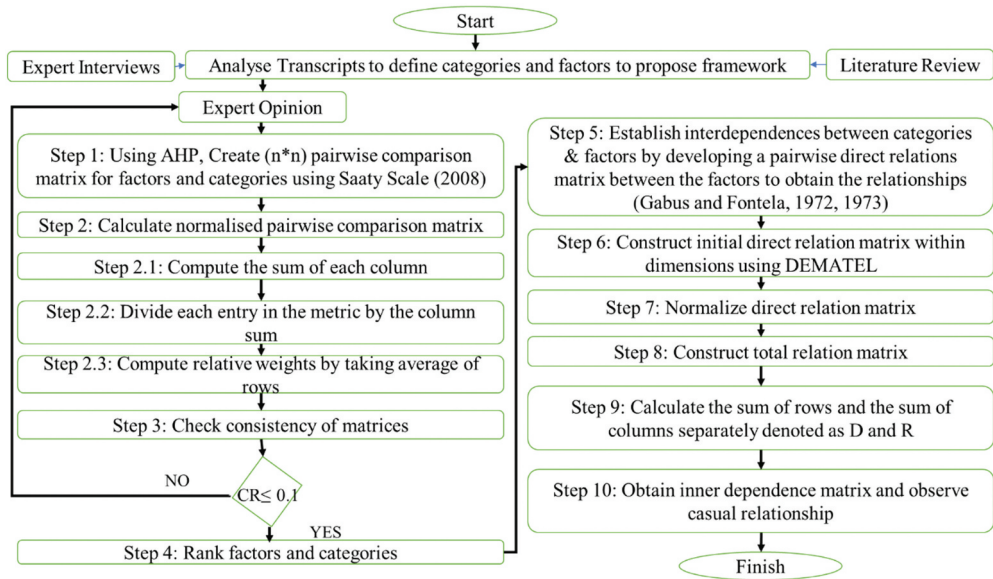 Start
Expert Interviews
Analyse Transcripts to define categories and factors to propose framework
Literature Review
Expert Opinion
Step 1: Using AHP, Create (n*n) pairwise comparison
matrix for factors and categories using Saaty Scale (2008)
Step 2: Calculate normalised pairwise comparison matrix
Step 2.1: Compute the sum of each column
Step 2.2: Divide each entry in the metric by the column
sum
Step 2.3: Compute relative weights by taking average of
rows
Step 3: Check consistency of matrices
NO
CR≤ 0.1
YES
Step 4: Rank factors and categories
Step 5: Establish interdependences between categories
& factors by developing a pairwise direct relations
matrix between the factors to obtain the relationships
(Gabus and Fontela, 1972, 1973)
Step 6: Construct initial direct relation matrix within
dimensions using DEMATEL
Step 7: Normalize direct relation matrix
Step 8: Construct total relation matrix
Step 9: Calculate the sum of rows and the sum of
columns separately denoted as D and R
Step 10: Obtain inner dependence matrix and observe
casual relationship
Finish